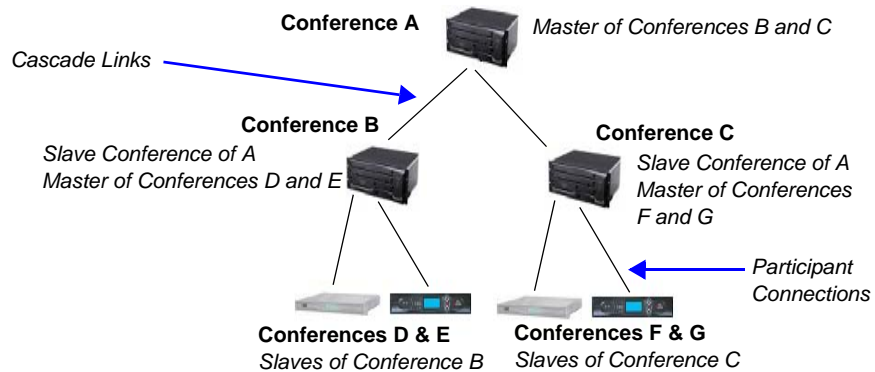 Conference A
Master of Conferences B and C
Cascade Links
Conference B
Slave Conference of A
Master of Conferences D and E
Conference C
Slave Conference of A
Master of Conferences
F and G
Participant
Connections
Conferences D & E
Slaves of Conference B
Conferences F & G
Slaves of Conference C